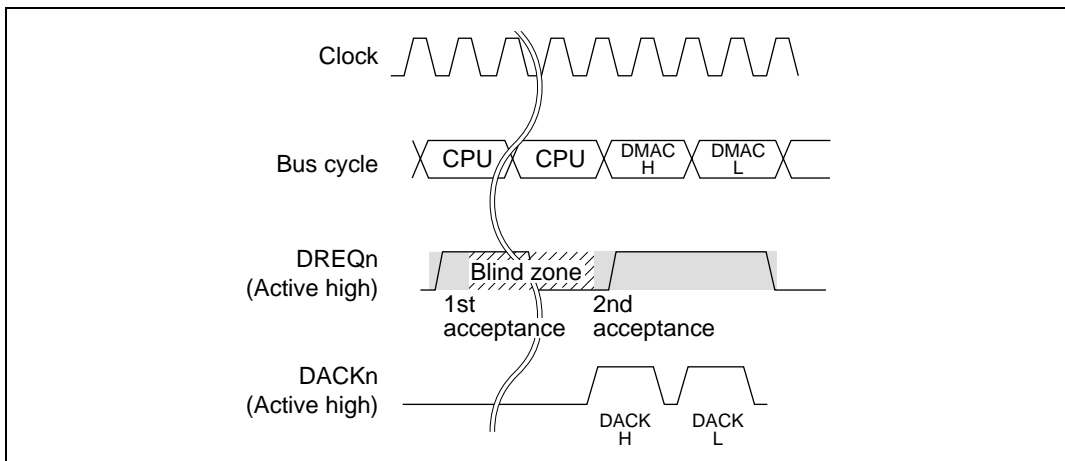 Clock
Bus cycle
CPU
CPU
DMAC
H
DMAC
L
DREQn
(Active high)
Blind zone
1st
acceptance
2nd
acceptance
DACKn
(Active high)
DACK
H
DACK
L